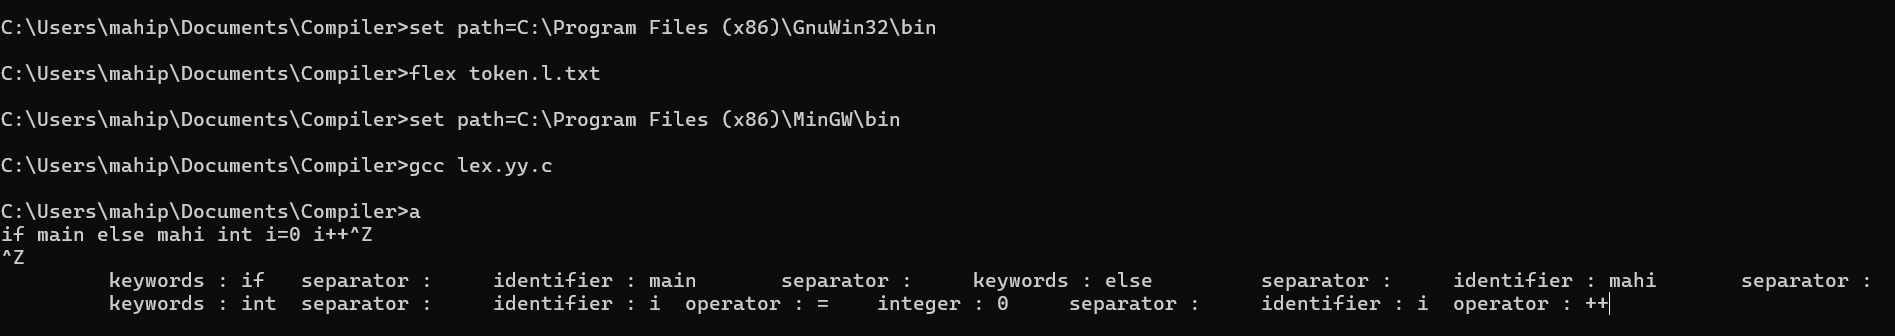 C:\Users\mahip\Documents\Compiler>set path=C:\Program Files (x86)\GnuWin32\bin
C:\Users\mahip\Documents\Compiler>flex token.l.txt
C:\Users\mahip\Documents\Compiler>set path=C:\Program Files (x86)\MinGW\bin
C:\Users\mahip\Documents\Compiler>gcc lex.yy.c
C:\Users\mahip\Documents\Compiler>a
if main else mahi int i=0 i++^Z
^Z
keywords : if   separator :     identifier : main       separator :     keywords : else         separator :     identifier : mahi       separator :
keywords : int  separator :     identifier : i  operator : =    integer : 0     separator :     identifier : i  operator : ++